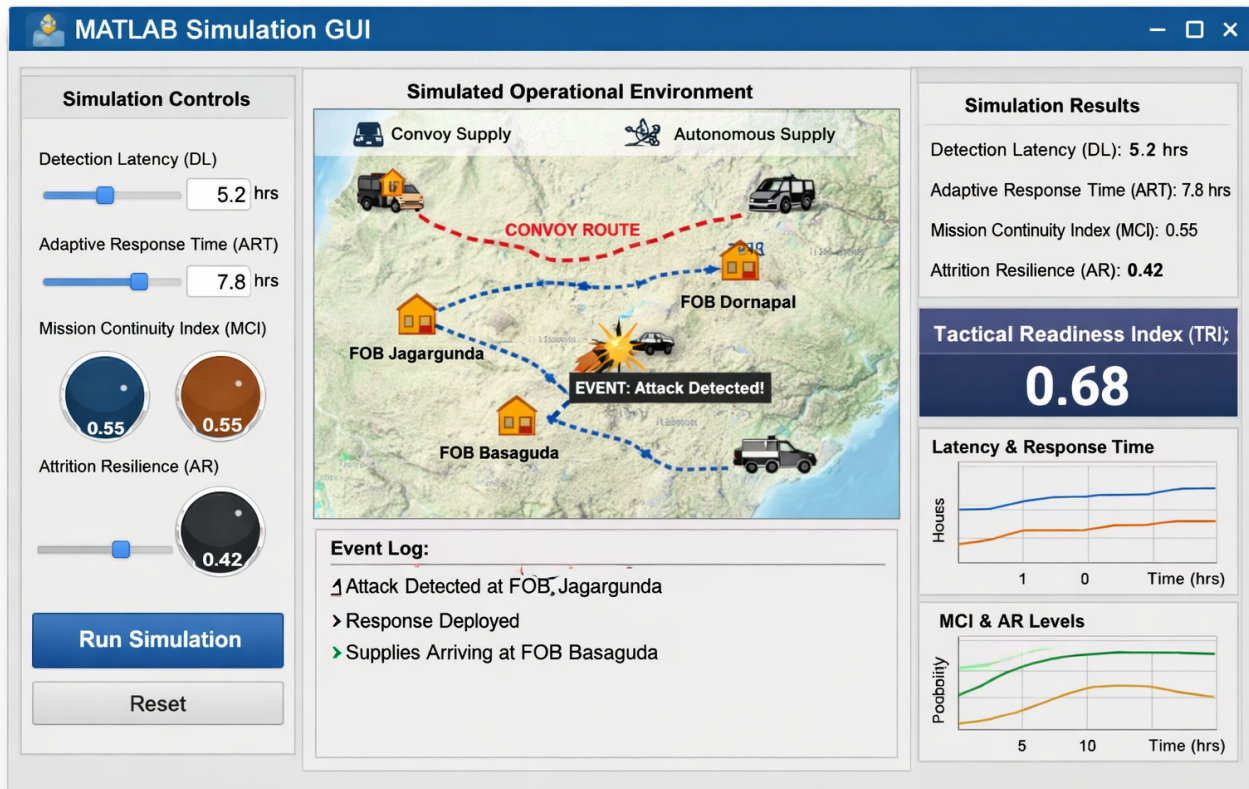 MATLAB Simulation GUI
Simulation Controls
Detection Latency (DL)
5.2 hrs
Adaptive Response Time (ART)
7.8 hrs
Mission Continuity Index (MCI)
0.55
0.55
Attrition Resilience (AR)
0.42
Run Simulation
Reset
Simulated Operational Environment
Convoy Supply
Autonomous Supply
CONVOY ROUTE
FOB Dornapal
FOB Jagargunda
EVENT: Attack Detected!
FOB Basaguda
Event Log:
Attack Detected at FOB, Jagargunda
> Response Deployed
> Supplies Arriving at FOB Basaguda
Simulation Results
Detection Latency (DL): 5.2 hrs
Adaptive Response Time (ART): 7.8 hrs
Mission Continuity Index (MCI): 0.55
Attrition Resilience (AR): 0.42
Tactical Readiness Index (TRI):
0.68
Latency & Response Time
1 0 Time (hrs)
MCI & AR Levels
5 10 Time (hrs)